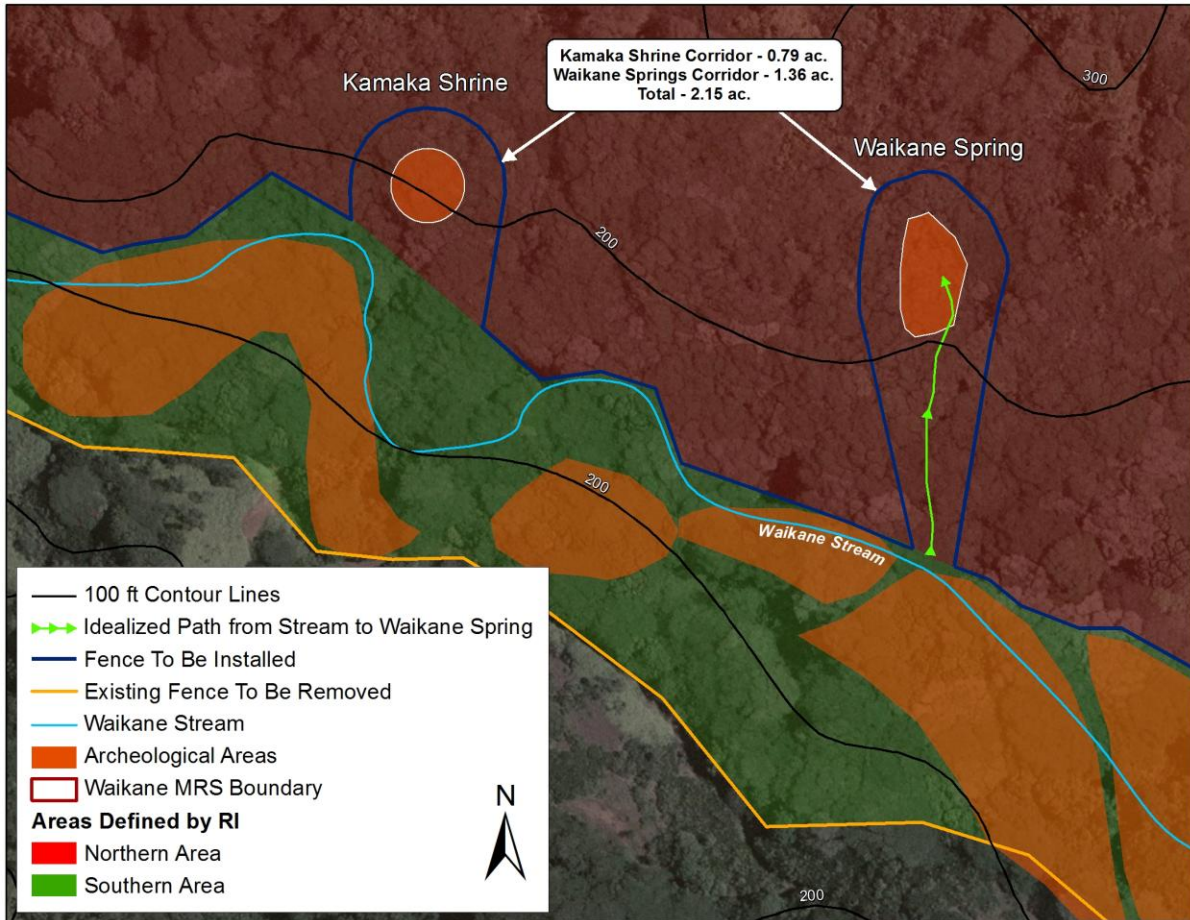 Kamaka Shrine Corridor - 0.79 ac.
Waikane Springs Corridor - 1.36 ac.
Total - 2.15 ac.
300
Kamaka Shrine
Waikane Spring
200
200
Waikane Stream
100 ft Contour Lines
Idealized Path from Stream to Waikane Spring
Fence To Be Installed
Existing Fence To Be Removed
Waikane Stream
Archeological Areas
Waikane MRS Boundary
Areas Defined by RI
Northern Area
Southern Area
N
200